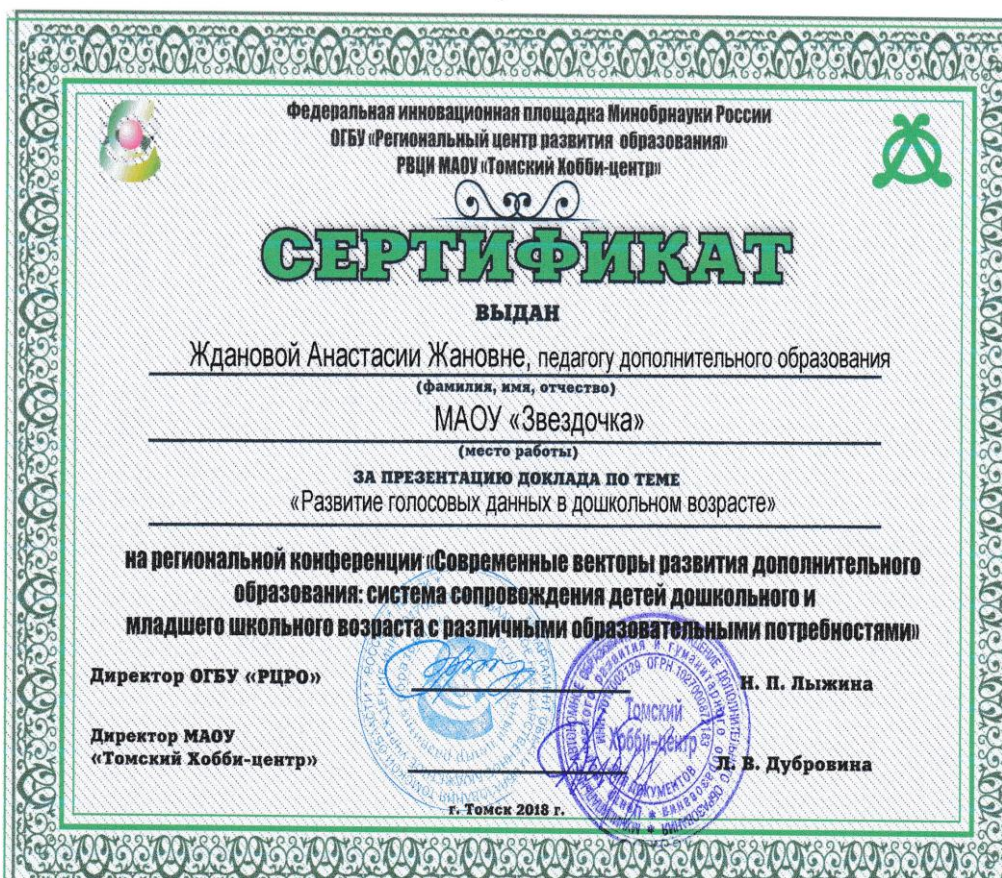 Федеральная инновационная площадка Минобрнауки России
ОГБУ «Региональный центр развития образования»
РВЦИ МАОУ «Томский Хобби-центр»
СЕРТИФИКАТ
ВЫДАН
Ждановой Анастасии Жановне, педагогу дополнительного образования
(фамилия, имя, отчество)
МАОУ «Звездочка»
(место работы)
ЗА ПРЕЗЕНТАЦИЮ ДОКЛАДА ПО ТЕМЕ
«Развитие голосовых данных в дошкольном возрасте»
на региональной конференции «Современные векторы развития дополнительного
образования: система сопровождения детей дошкольного и
младшего школьного возраста с различными образовательными потребностями»
Директор ОГБУ «РЦРО»
Н. П. Лыжина
Директор МАОУ
«Томский Хобби-центр»
Л. В. Дубровина
г. Томск 2018 г.
Томский
Хобби-центр
ДОКУМЕНТОВ